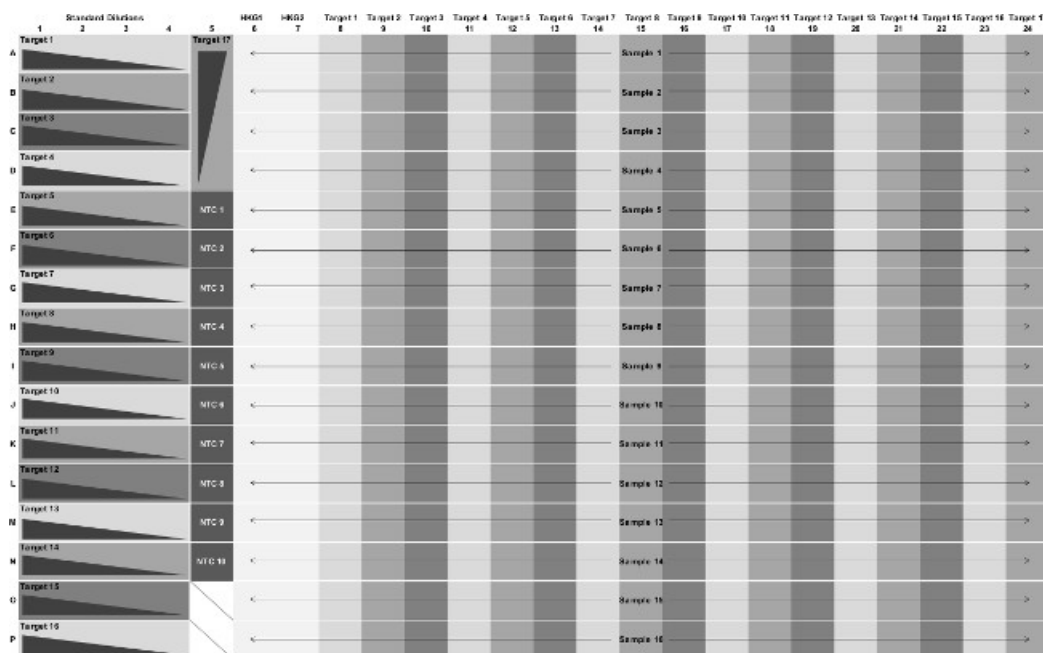 Standard Dilutions HKG1 HKG2 Target 1 Target 2 Target 3 Target 4 Target 5 Target 6 Target 7 Target 8 Target 9 Target 10 Target 11 Target 12 Target 13 Target 14 Target 15 Target 16 Target 1
1 2 3 4 5 6 7 8 9 10 11 12 13 14 15 16 17 18 19 20 21 22 23 24
Target 1 Target 17
A Sample 1
Target 2
B Sample 2
Target 3
C Sample 3
Target 4
D Sample 4
Target 5
E NTC 1 Sample 5
Target 6
F NTC 2 Sample 6
Target 7
G NTC 3 Sample 7
Target 8
H NTC 4 Sample 8
Target 9
I NTC 5 Sample 9
Target 10
J NTC 6 Sample 10
Target 11
K NTC 7 Sample 11
Target 12
L NTC 8 Sample 12
Target 13
M NTC 9 Sample 13
Target 14
N NTC 10 Sample 14
Target 15
O Sample 15
Target 16
P Sample 16